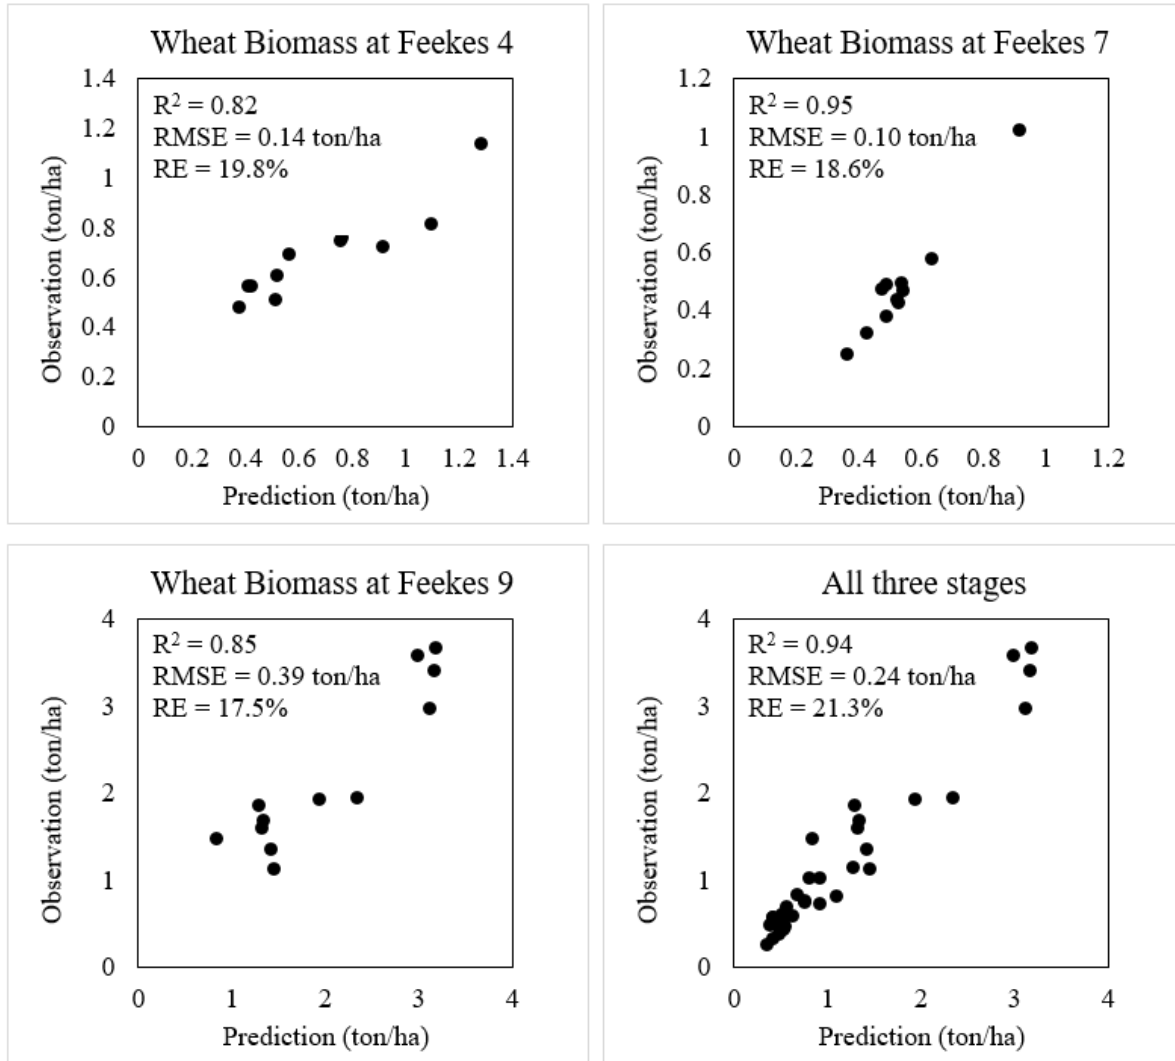 Wheat Biomass at Feekes 4
R² = 0.82
RMSE = 0.14 ton/ha
RE = 19.8%
Observation (ton/ha)
1.4
1.2
1
0.8
0.6
0.4
0.2
0
0 0.2 0.4 0.6 0.8 1 1.2 1.4
Prediction (ton/ha)
Wheat Biomass at Feekes 7
R² = 0.95
RMSE = 0.10 ton/ha
RE = 18.6%
Observation (ton/ha)
1.2
1
0.8
0.6
0.4
0.2
0
0 0.2 0.4 0.6 0.8 1 1.2
Prediction (ton/ha)
Wheat Biomass at Feekes 9
R² = 0.85
RMSE = 0.39 ton/ha
RE = 17.5%
Observation (ton/ha)
4
3
2
1
0
0 1 2 3 4
Prediction (ton/ha)
All three stages
R² = 0.94
RMSE = 0.24 ton/ha
RE = 21.3%
Observation (ton/ha)
4
3
2
1
0
0 1 2 3 4
Prediction (ton/ha)